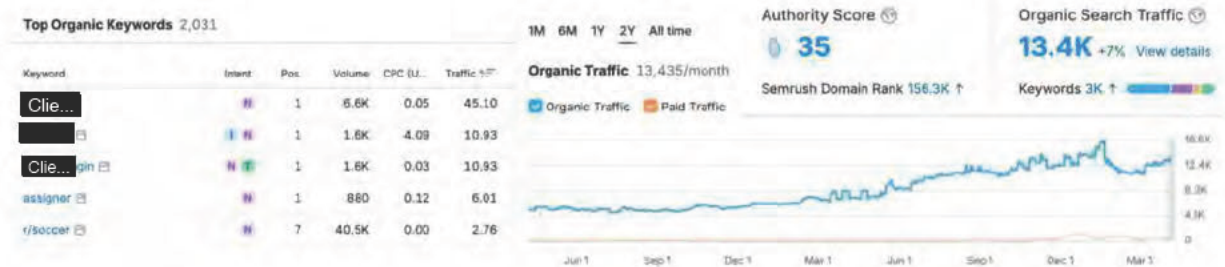 Top Organic Keywords 2,031
Keyword Intent Pos. Volume CPC (U... Traffic
Clie... N 1 6.6K 0.05 45.10
I N 1 1.6K 4.09 10.93
Clie... gin N T 1 1.6K 0.03 10.93
assigner N 1 880 0.12 6.01
r/soccer N 7 40.5K 0.00 2.76
1M 6M 1Y 2Y All time
Organic Traffic 13,435/month
Organic Traffic Paid Traffic
Authority Score
35
Semrush Domain Rank 156.3K ↑
Organic Search Traffic
13.4K +7% View details
Keywords 3K ↑
16.6K
12.4K
8.2K
4.1K
0
Jun 1 Sep 1 Dec 1 Mar 1 Jun 1 Sep 1 Dec 1 Mar 1